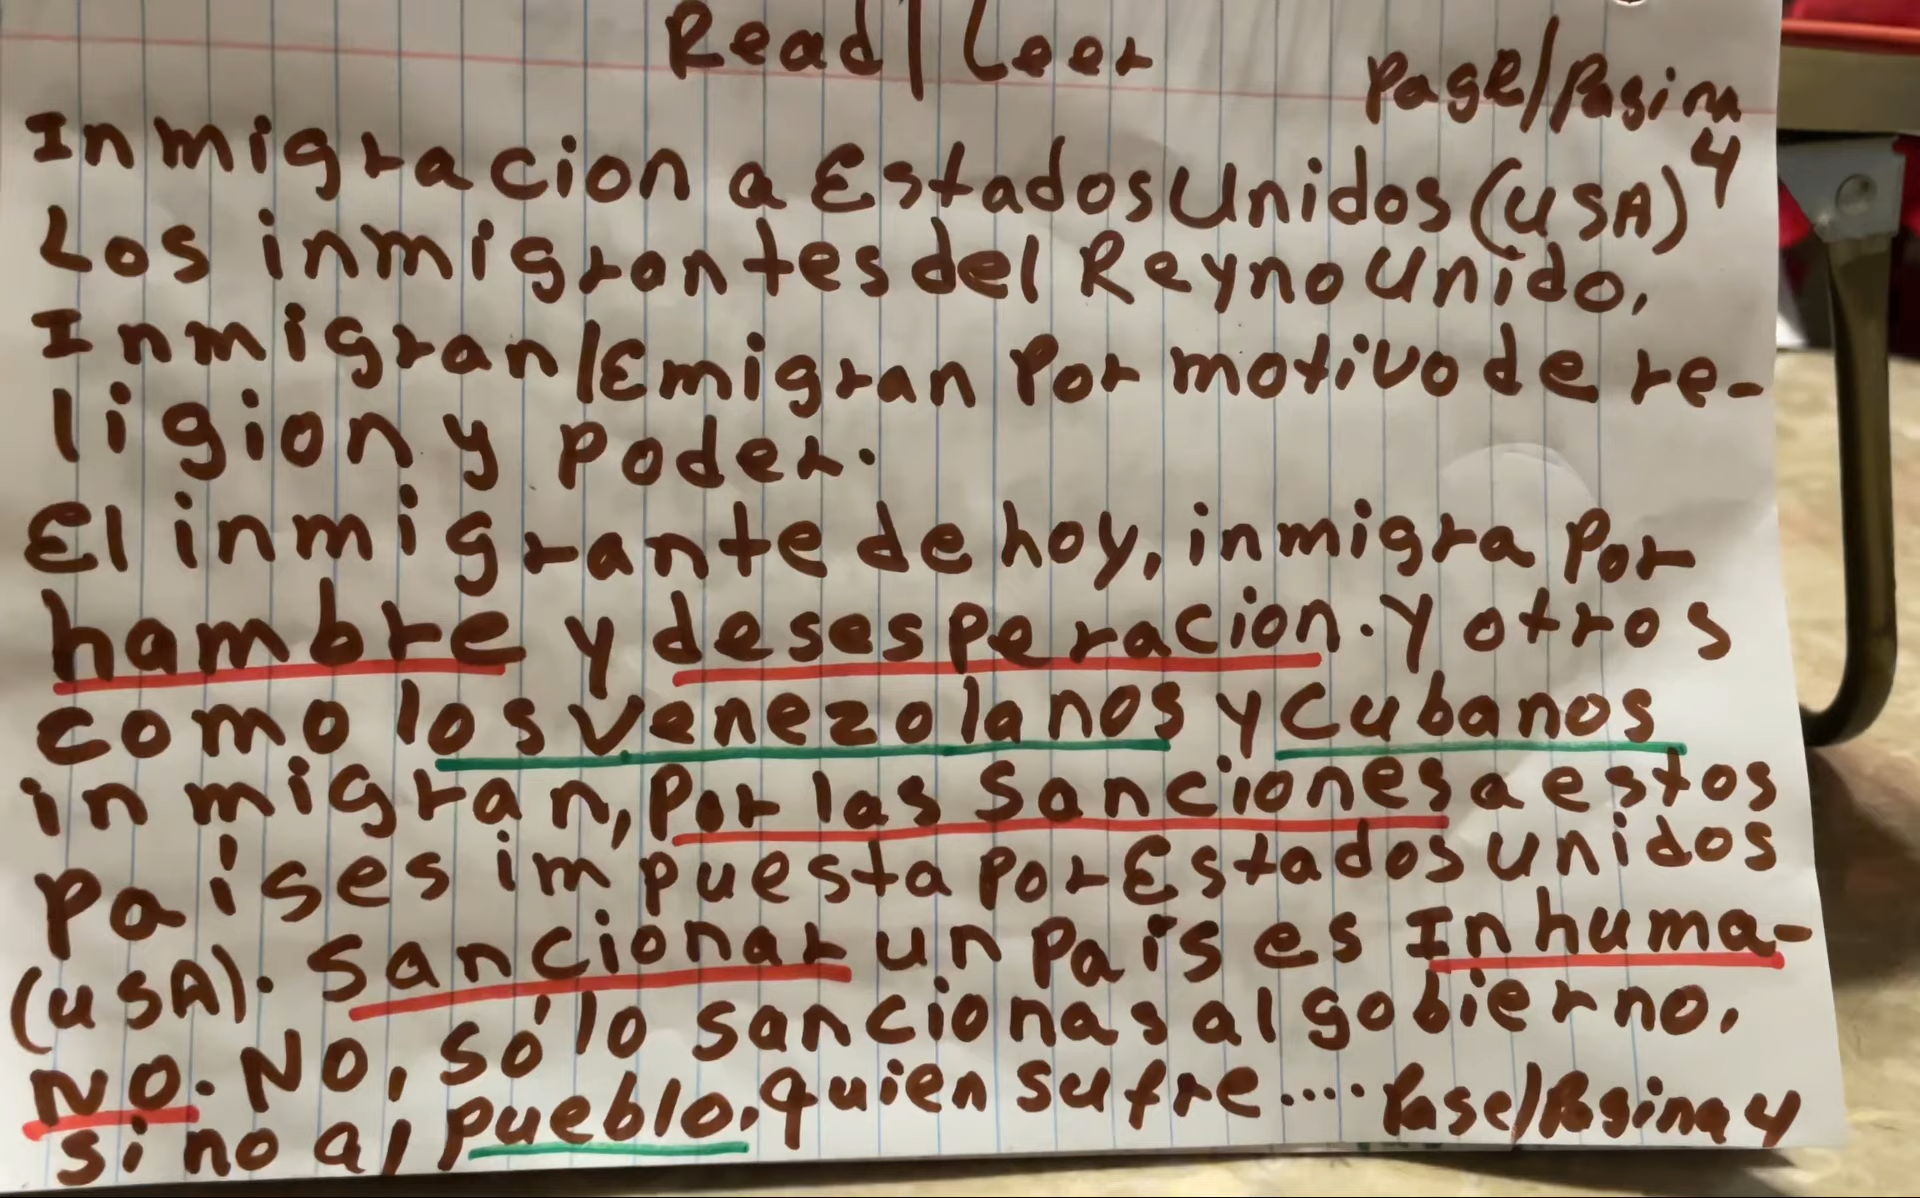 Read/Leer
Page/Pagina
4
Inmigracion a Estados Unidos (USA)
Los inmigrantes del Reyno Unido,
Inmigran/Emigran Por motivo de re-
ligion y Poder.
El inmigrante de hoy, inmigra Por
hambre y desesperacion. Y otros
como los venezolanos y Cubanos
inmigran, Por las Sanciones a estos
Paises impuesta por Estados unidos
(USA). Sancionar un Pais es Inhuma-
NO. NO, sólo sancionas al gobierno,
si no al pueblo, quien sufre.... Page/Pagina 4